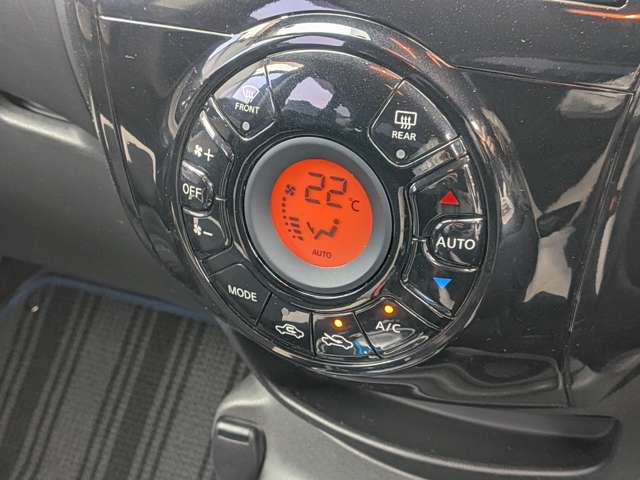 FRONT
REAR
+
OFF
-
22°C
AUTO
AUTO
MODE
A/C